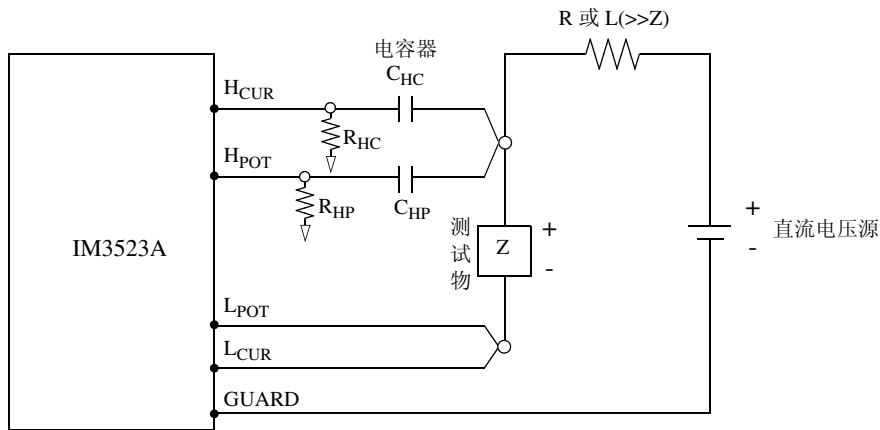 R 或 L(>>Z)
电容器
C_HC
H_CUR
R_HC
H_POT
C_HP
R_HP
+
-
直流电压源
测试物
Z
+
-
IM3523A
L_POT
L_CUR
GUARD